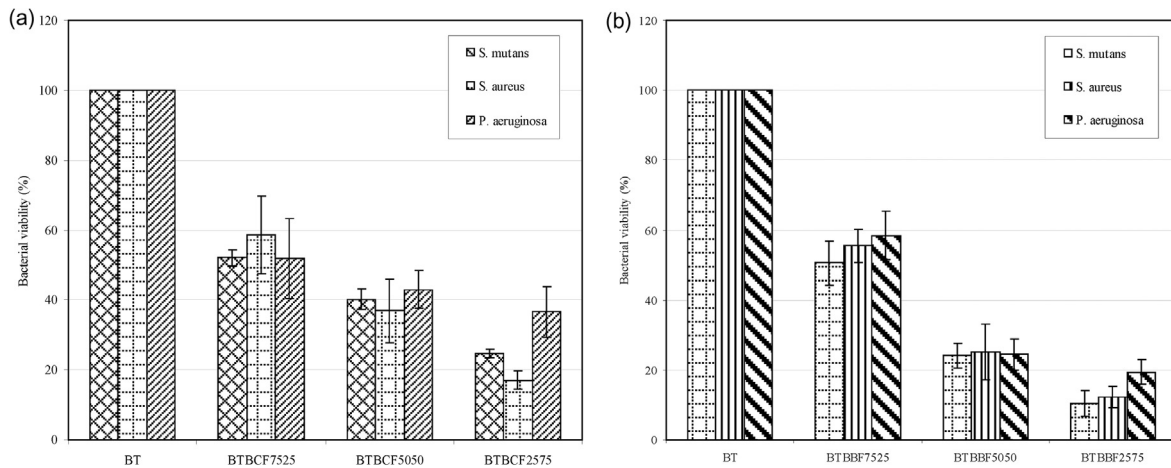 (a)
120
100
80
60
40
20
0
Bacterial viability (%)
S. mutans
S. aureus
P. aeruginosa
BT
BTBCF7525
BTBCF5050
BTBCF2575
(b)
120
100
80
60
40
20
0
Bacterial viability (%)
S. mutans
S. aureus
P. aeruginosa
BT
BTBBF7525
BTBBF5050
BTBBF2575